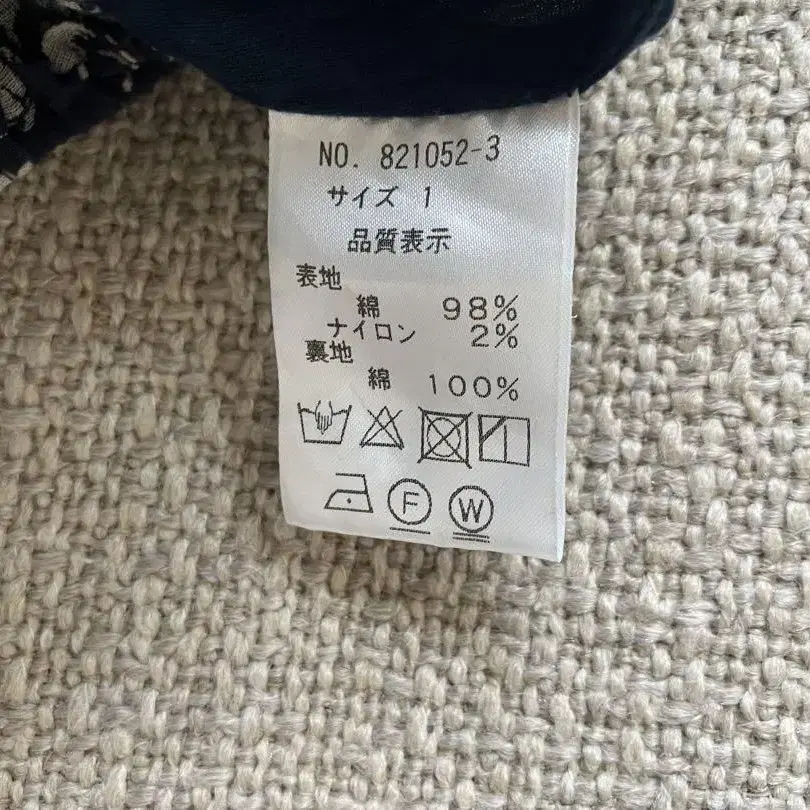 NO. 821052-3
サイズ 1
品質表示
表地
綿 98%
ナイロン 2%
裏地
綿 100%
F W